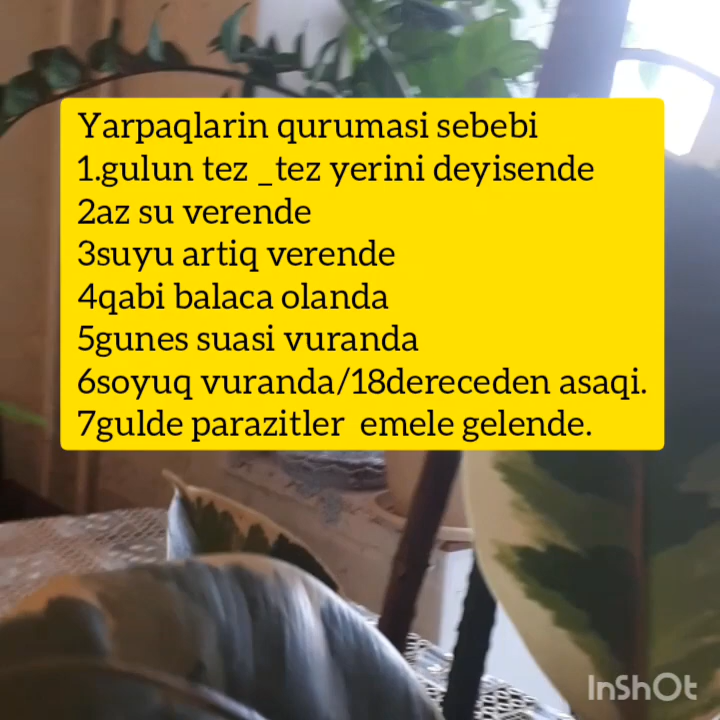 Yarpaqlarin qurumasi sebebi
1.gulun tez _tez yerini deyisende
2az su verende
3suyu artiq verende
4qabi balaca olanda
5gunes suasi vuranda
6soyuq vuranda/18dereceden asaqi.
7gulde parazitler emele gelende.
InShOt